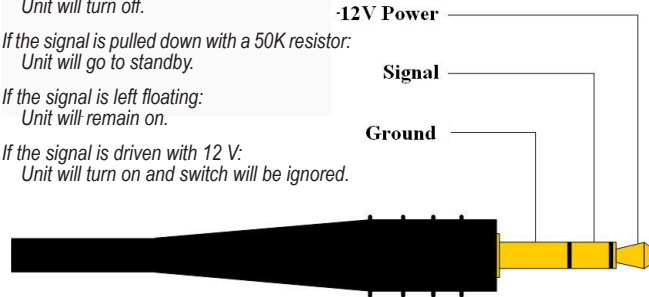 Unit will turn off.
If the signal is pulled down with a 50K resistor:
Unit will go to standby.
If the signal is left floating:
Unit will remain on.
If the signal is driven with 12 V:
Unit will turn on and switch will be ignored.
-12V Power
Signal
Ground